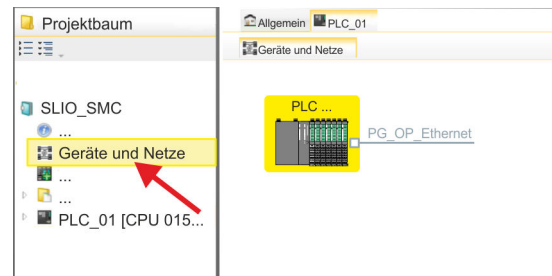 Projektbaum
SLIO_SMC
...
Geräte und Netze
...
...
PLC_01 [CPU 015...
Allgemein PLC_01
Geräte und Netze
PLC ...
PG_OP_Ethernet